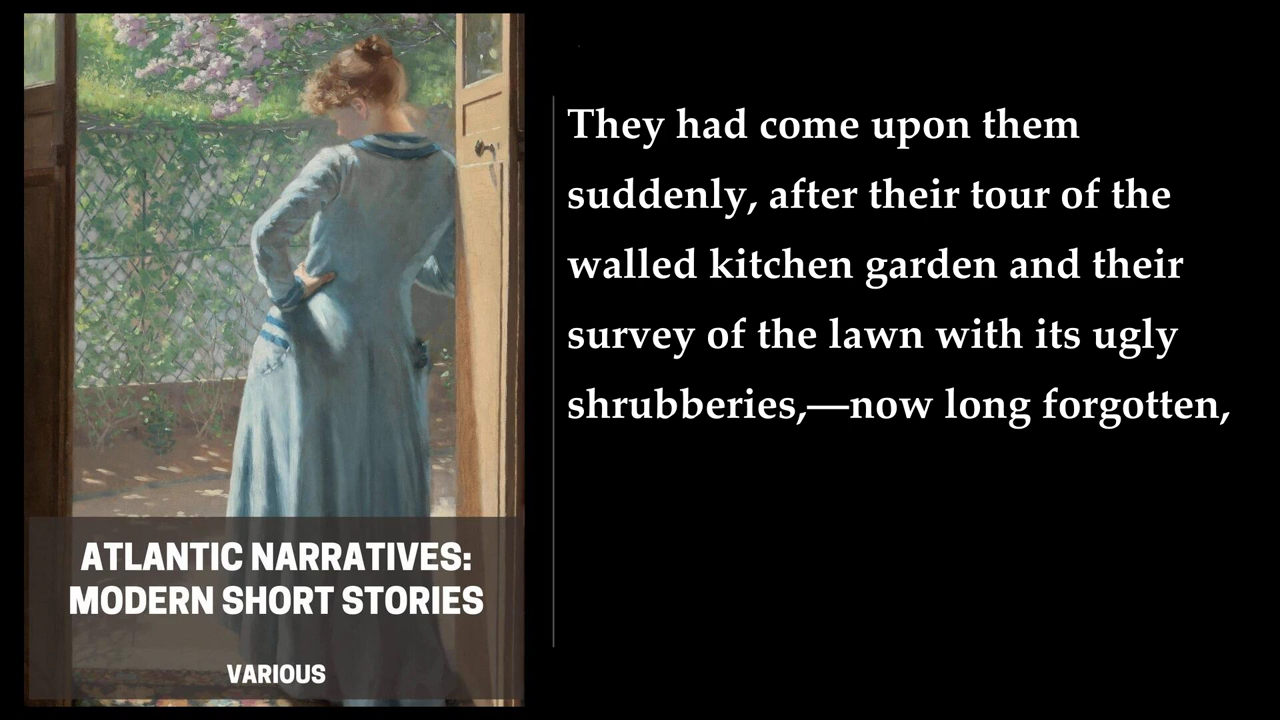 They had come upon them
suddenly, after their tour of the
walled kitchen garden and their
survey of the lawn with its ugly
shrubberies,—now long forgotten,
ATLANTIC NARRATIVES:
MODERN SHORT STORIES
VARIOUS